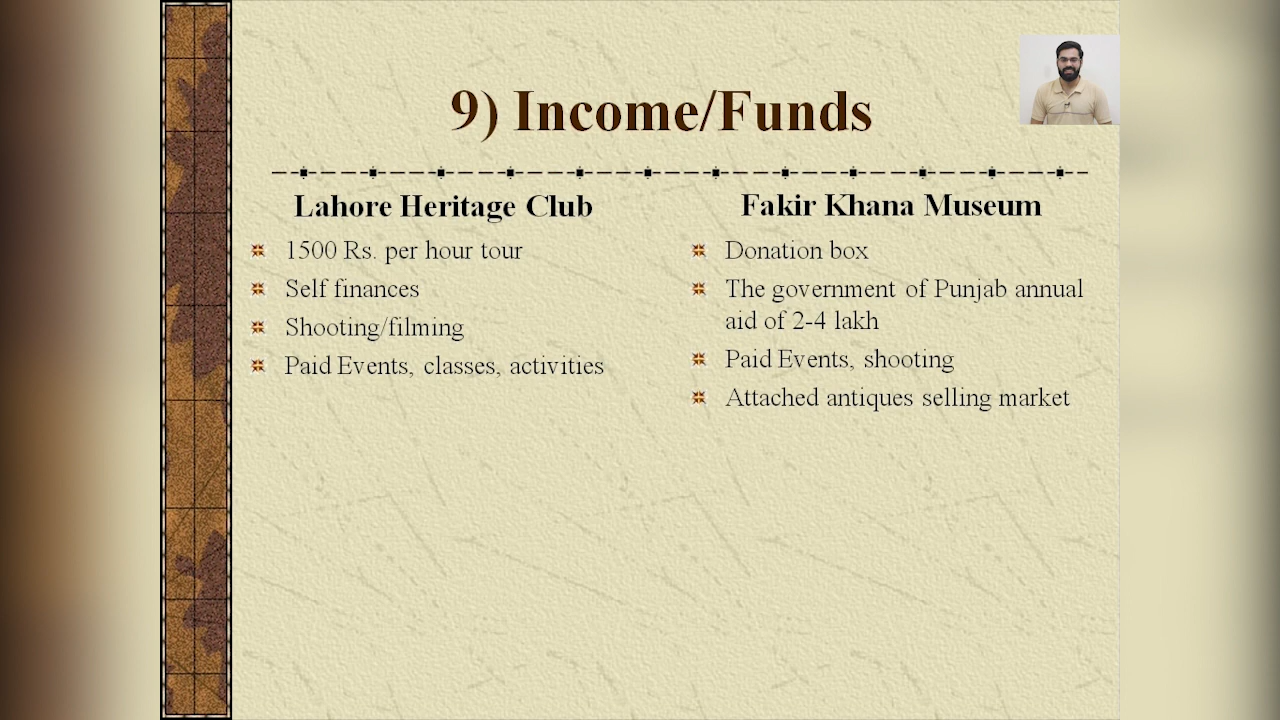 9) Income/Funds
Lahore Heritage Club
1500 Rs. per hour tour
Self finances
Shooting/filming
Paid Events, classes, activities
Fakir Khana Museum
Donation box
The government of Punjab annual
aid of 2-4 lakh
Paid Events, shooting
Attached antiques selling market